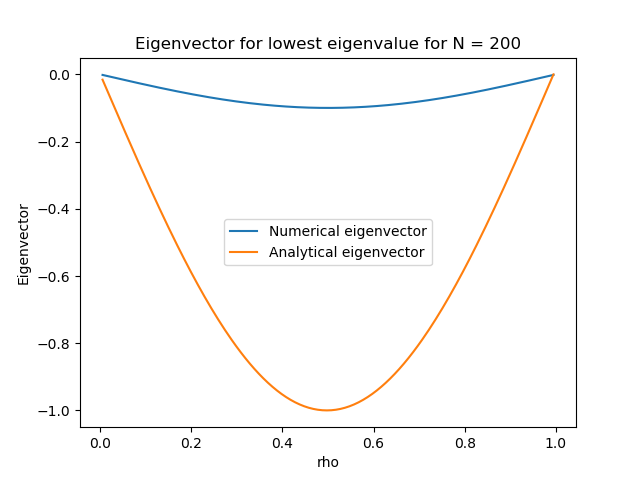 Eigenvector for lowest eigenvalue for N = 200
0.0
−0.2
−0.4
−0.6
−0.8
−1.0
Eigenvector
Numerical eigenvector
Analytical eigenvector
0.0 0.2 0.4 0.6 0.8 1.0
rho